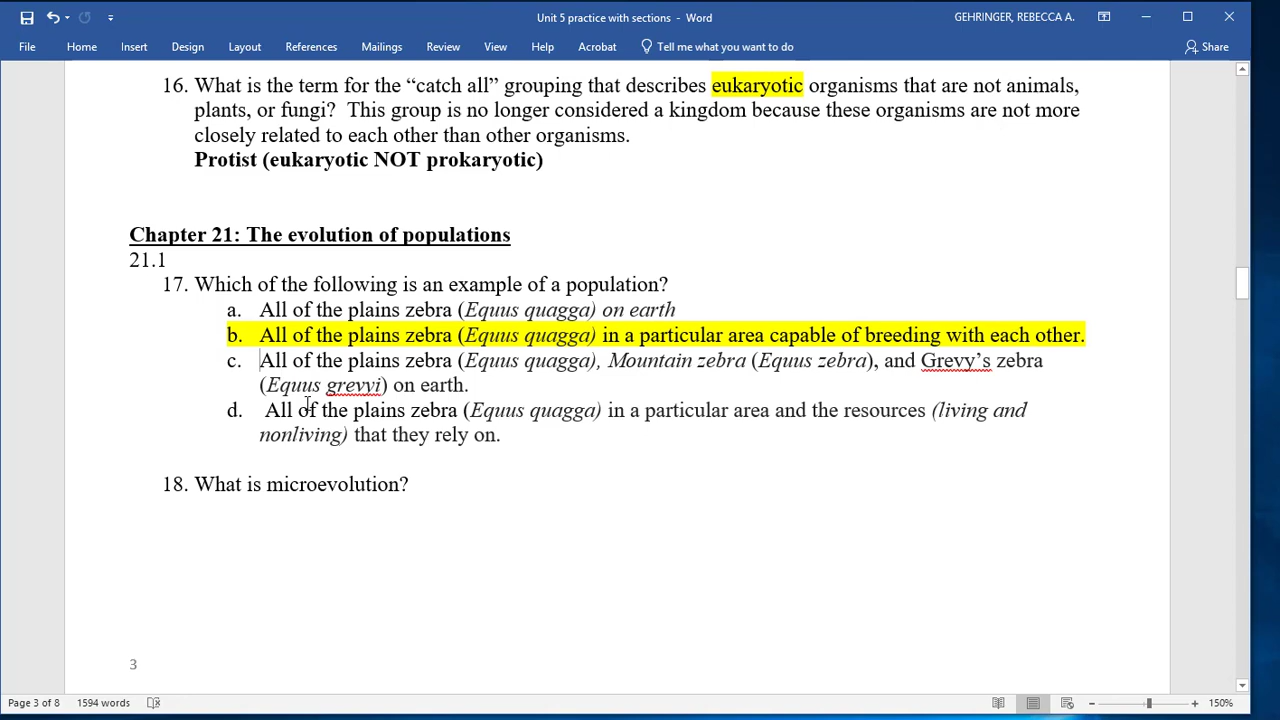 Unit 5 practice with sections - Word
GEHRINGER, REBECCA A.
File Home Insert Design Layout References Mailings Review View Help Acrobat Tell me what you want to do Share
16. What is the term for the “catch all” grouping that describes eukaryotic organisms that are not animals,
plants, or fungi? This group is no longer considered a kingdom because these organisms are not more
closely related to each other than other organisms.
Protist (eukaryotic NOT prokaryotic)
Chapter 21: The evolution of populations
21.1
17. Which of the following is an example of a population?
a. All of the plains zebra (Equus quagga) on earth
b. All of the plains zebra (Equus quagga) in a particular area capable of breeding with each other.
c. All of the plains zebra (Equus quagga), Mountain zebra (Equus zebra), and Grevy’s zebra
(Equus grevyi) on earth.
d. All of the plains zebra (Equus quagga) in a particular area and the resources (living and
nonliving) that they rely on.
18. What is microevolution?
3
Page 3 of 8 1594 words 150%